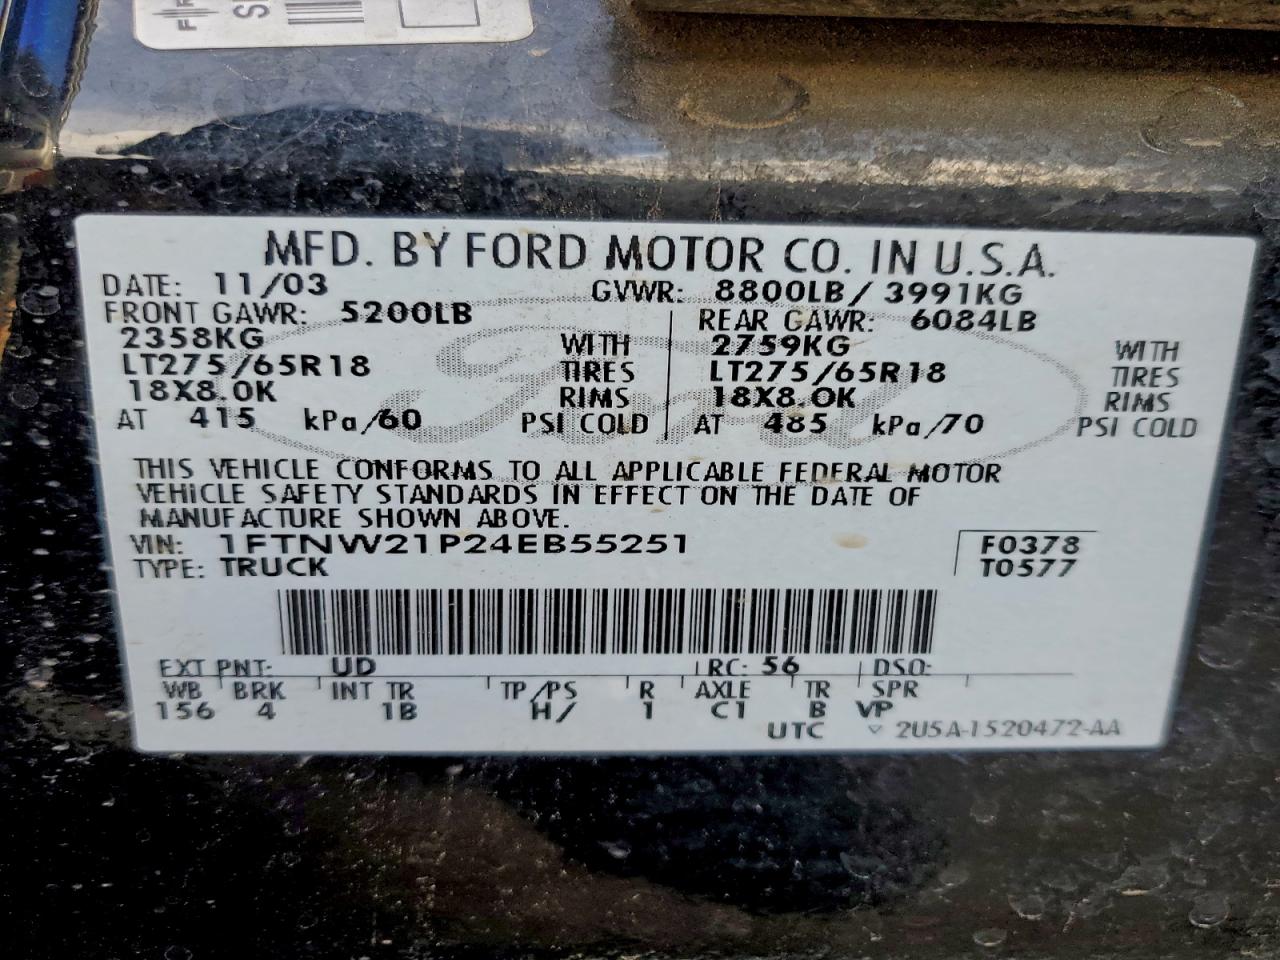 MFD. BY FORD MOTOR CO. IN U.S.A.
DATE: 11/03 GVWR: 8800LB/ 3991KG
FRONT GAWR: 5200LB REAR GAWR: 6084LB
2358KG WITH 2759KG WITH
LT275/65R18 TIRES LT275/65R18 TIRES
18X8.0K RIMS 18X8.0K RIMS
AT 415 kPa/60 PSI COLD AT 485 kPa/70 PSI COLD
THIS VEHICLE CONFORMS TO ALL APPLICABLE FEDERAL MOTOR
VEHICLE SAFETY STANDARDS IN EFFECT ON THE DATE OF
MANUFACTURE SHOWN ABOVE.
VIN: 1FTNW21P24EB55251 F0378
TYPE: TRUCK T0577
EXT PNT: UD RC: 56 DSO:
WB BRK INT TR TP/PS R AXLE TR SPR
156 4 1B H/ 1 C1 B VP
UTC ▽ 2U5A-1520472-AA